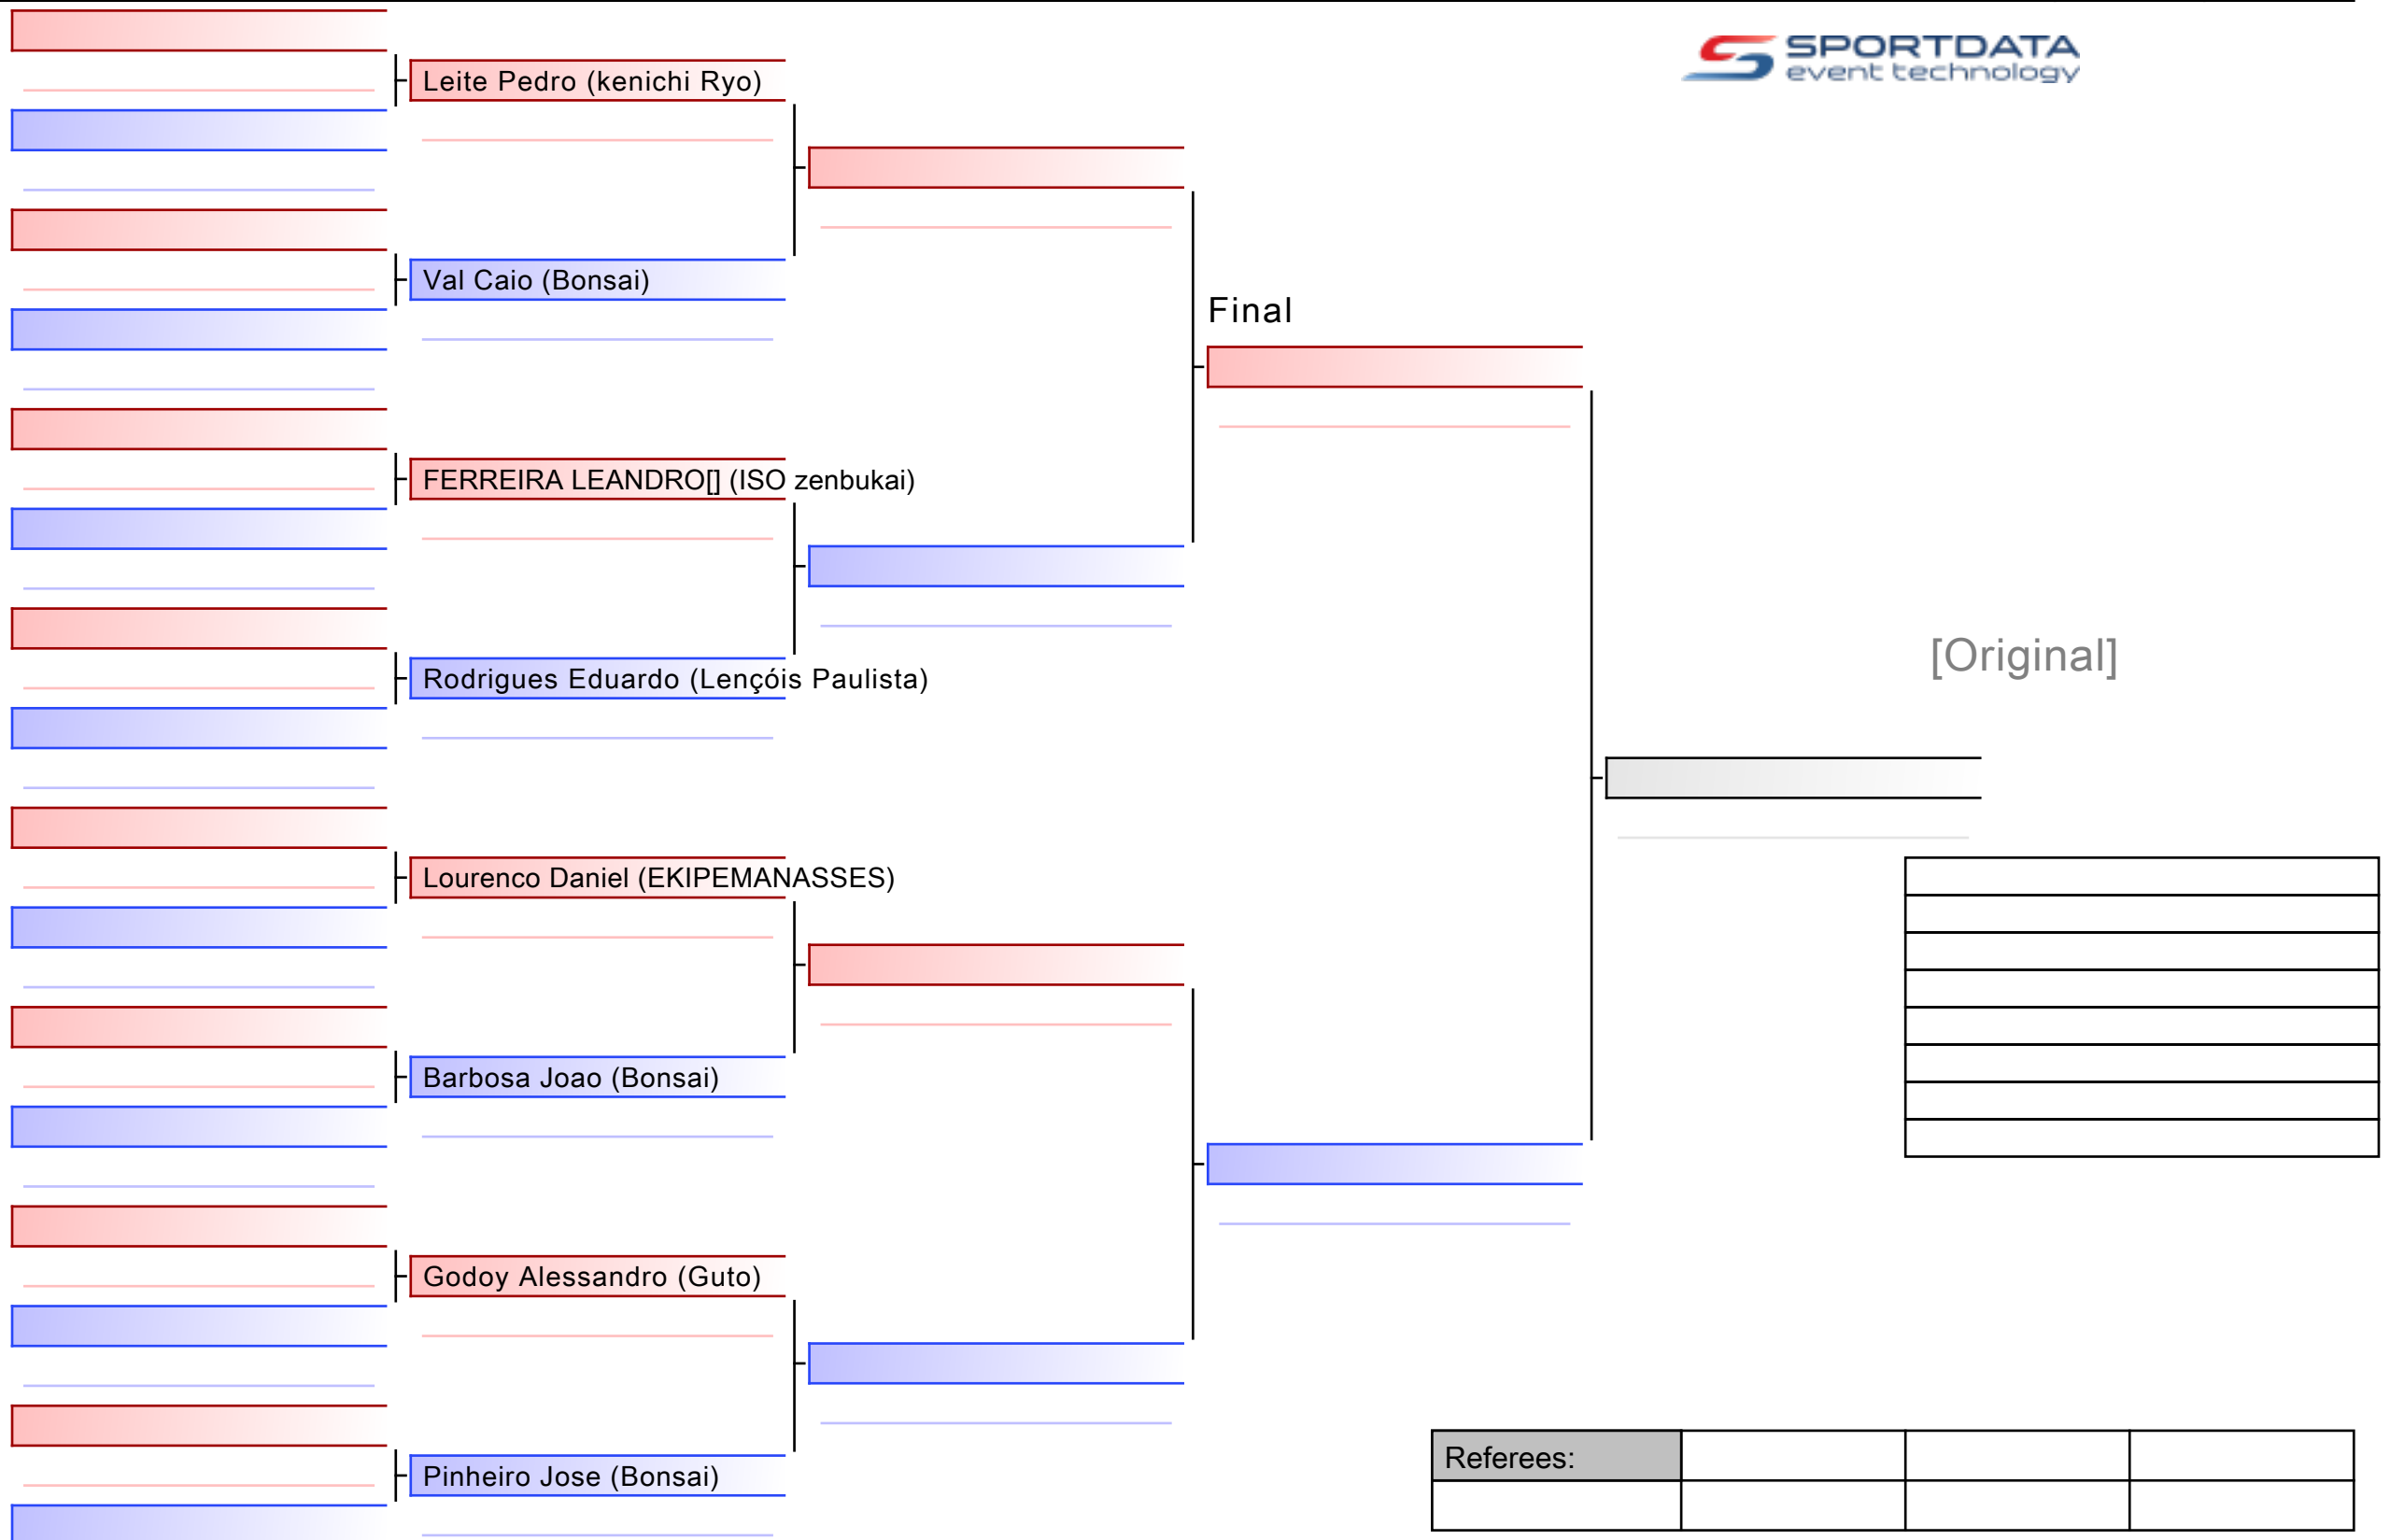 SPORTDATA
event technology
Leite Pedro (kenichi Ryo)
Val Caio (Bonsai)
Final
FERREIRA LEANDRO[] (ISO zenbukai)
Rodrigues Eduardo (Lençóis Paulista)
[Original]
Lourenco Daniel (EKIPEMANASSES)
Barbosa Joao (Bonsai)
Godoy Alessandro (Guto)
Pinheiro Jose (Bonsai)
Referees: